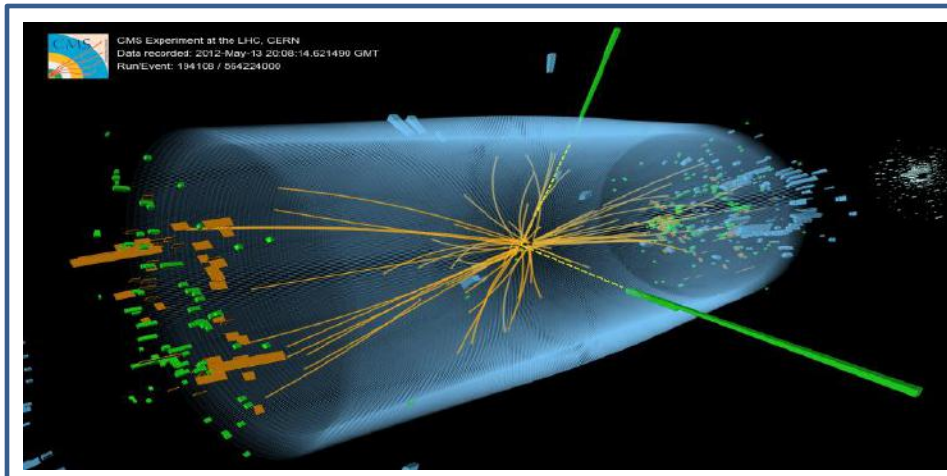 CMS
CMS Experiment at the LHC, CERN
Data recorded: 2012-May-13 20:08:14.621490 GMT
Run/Event: 194108 / 564224000